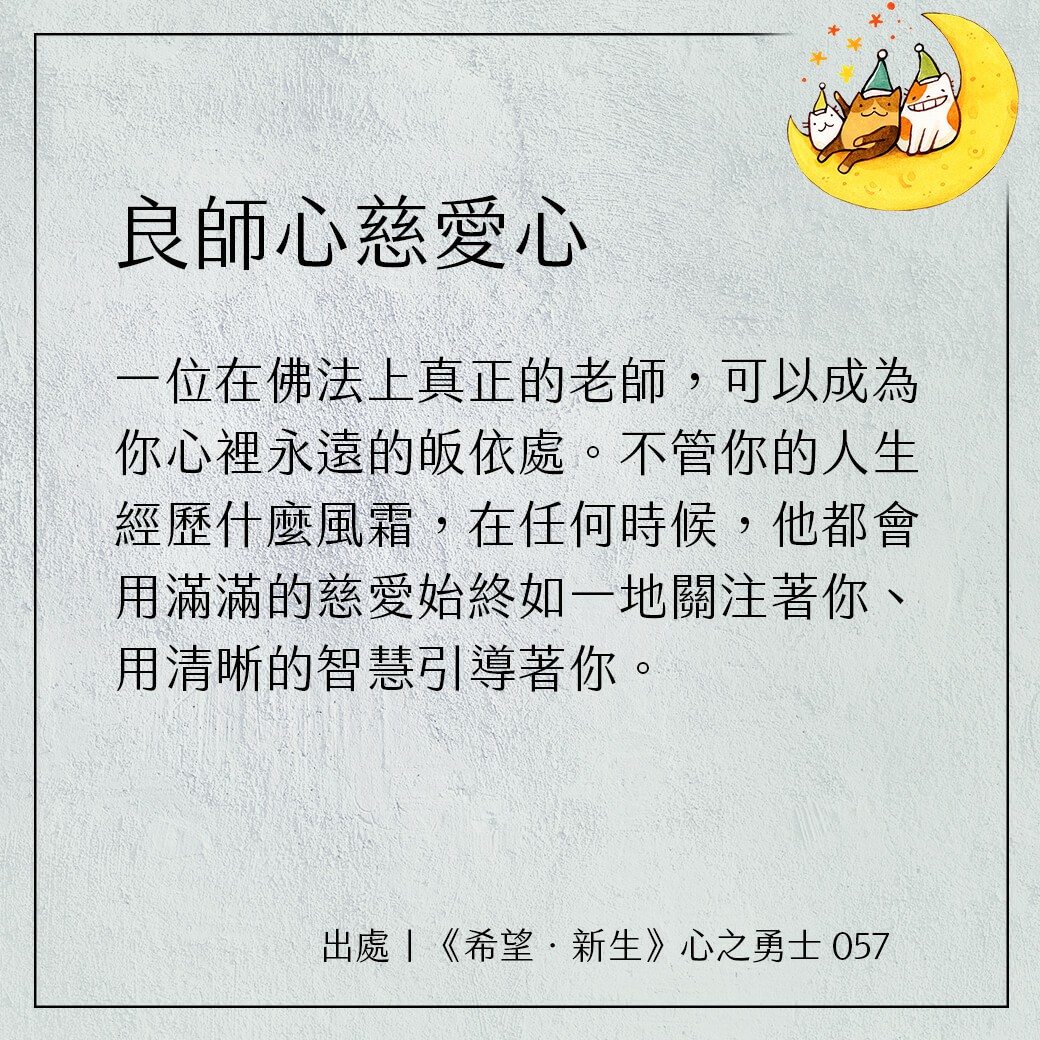 良師心慈愛心
一位在佛法上真正的老師，可以成為
你心裡永遠的皈依處。不管你的人生
經歷什麼風霜，在任何時候，他都會
用滿滿的慈愛始終如一地關注著你、
用清晰的智慧引導著你。
出處｜《希望．新生》心之勇士 057